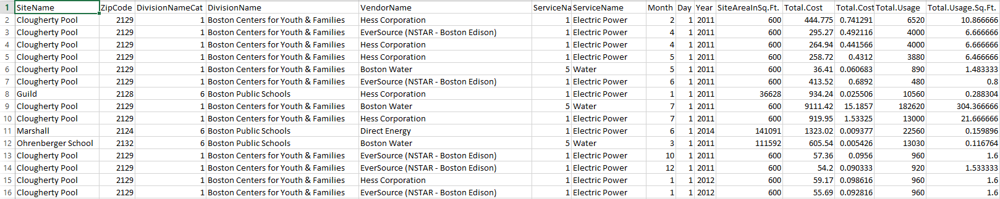 1 SiteName ZipCode DivisionNameCat DivisionName VendorName ServiceNa ServiceName Month Day Year SiteAreaInSq.Ft. Total.Cost Total.Cost Total.Usage Total.Usage.Sq.Ft.
2 Clougherty Pool 2129 1 Boston Centers for Youth & Families Hess Corporation 1 Electric Power 2 1 2011 600 444.775 0.741291 6520 10.866666
3 Clougherty Pool 2129 1 Boston Centers for Youth & Families EverSource (NSTAR - Boston Edison) 1 Electric Power 4 1 2011 600 295.27 0.492116 4000 6.666666
4 Clougherty Pool 2129 1 Boston Centers for Youth & Families Hess Corporation 1 Electric Power 4 1 2011 600 264.94 0.441566 4000 6.666666
5 Clougherty Pool 2129 1 Boston Centers for Youth & Families Hess Corporation 1 Electric Power 5 1 2011 600 258.72 0.4312 3880 6.466666
6 Clougherty Pool 2129 1 Boston Centers for Youth & Families Boston Water 5 Water 5 1 2011 600 36.41 0.060683 890 1.483333
7 Clougherty Pool 2129 1 Boston Centers for Youth & Families EverSource (NSTAR - Boston Edison) 1 Electric Power 6 1 2011 600 413.52 0.6892 480 0.8
8 Guild 2128 6 Boston Public Schools Hess Corporation 1 Electric Power 1 1 2011 36628 934.24 0.025506 10560 0.288304
9 Clougherty Pool 2129 1 Boston Centers for Youth & Families Boston Water 5 Water 7 1 2011 600 9111.42 15.1857 182620 304.366666
10 Clougherty Pool 2129 1 Boston Centers for Youth & Families Hess Corporation 1 Electric Power 7 1 2011 600 919.95 1.53325 13000 21.666666
11 Marshall 2124 6 Boston Public Schools Direct Energy 1 Electric Power 6 1 2014 141091 1323.02 0.009377 22560 0.159896
12 Ohrenberger School 2132 6 Boston Public Schools Boston Water 5 Water 3 1 2011 111592 605.54 0.005426 13030 0.116764
13 Clougherty Pool 2129 1 Boston Centers for Youth & Families EverSource (NSTAR - Boston Edison) 1 Electric Power 10 1 2011 600 57.36 0.0956 960 1.6
14 Clougherty Pool 2129 1 Boston Centers for Youth & Families EverSource (NSTAR - Boston Edison) 1 Electric Power 12 1 2011 600 54.2 0.090333 920 1.533333
15 Clougherty Pool 2129 1 Boston Centers for Youth & Families Hess Corporation 1 Electric Power 1 1 2012 600 59.17 0.098616 960 1.6
16 Clougherty Pool 2129 1 Boston Centers for Youth & Families EverSource (NSTAR - Boston Edison) 1 Electric Power 1 1 2012 600 55.69 0.092816 960 1.6